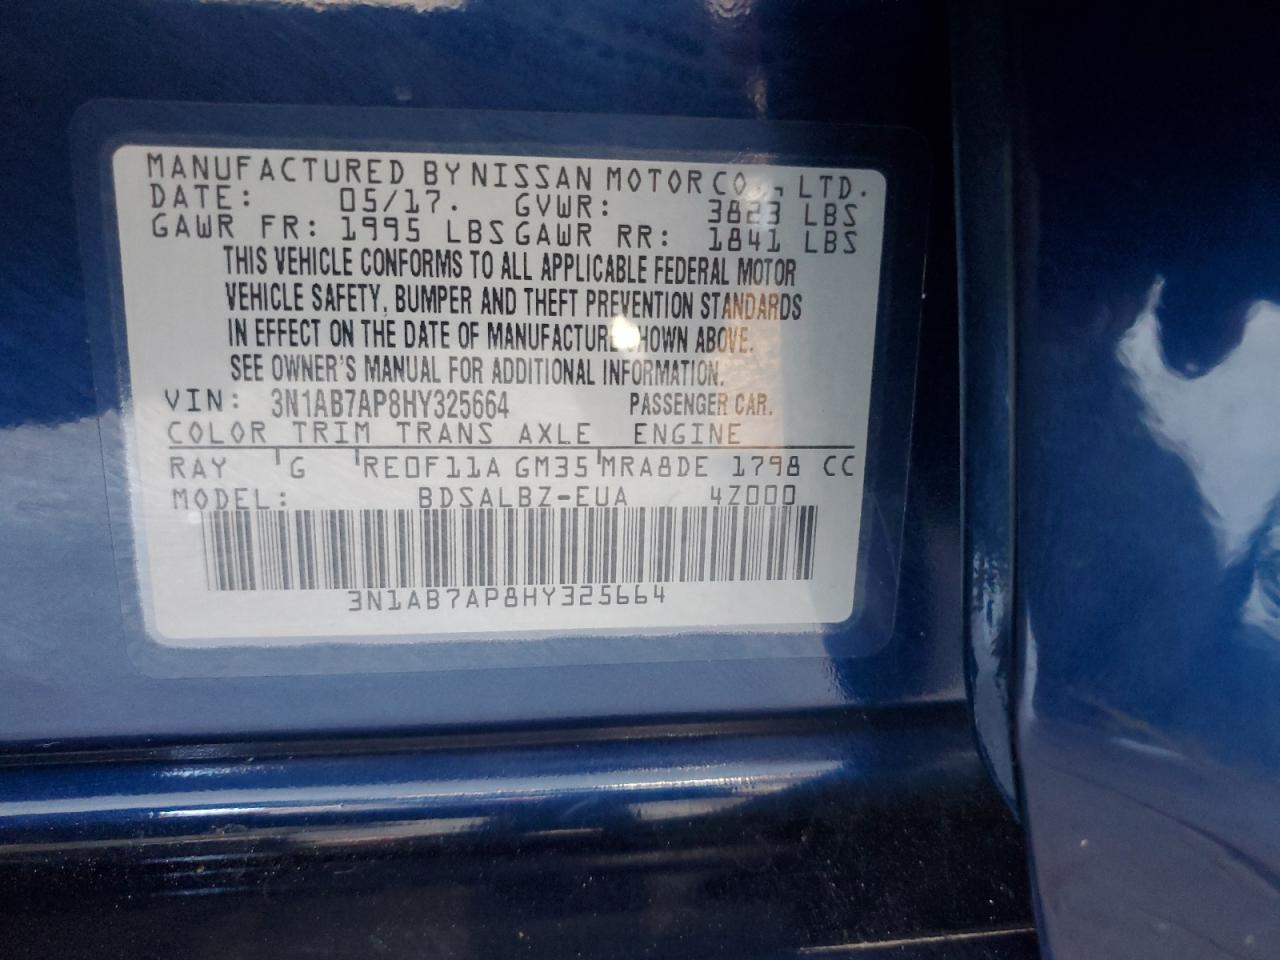 MANUFACTURED BY NISSAN MOTOR CO., LTD.
DATE: 05/17. GVWR: 3823 LBS
GAWR FR: 1995 LBS GAWR RR: 1841 LBS
THIS VEHICLE CONFORMS TO ALL APPLICABLE FEDERAL MOTOR
VEHICLE SAFETY, BUMPER AND THEFT PREVENTION STANDARDS
IN EFFECT ON THE DATE OF MANUFACTURE SHOWN ABOVE.
SEE OWNER'S MANUAL FOR ADDITIONAL INFORMATION.
VIN: 3N1AB7AP8HY325664 PASSENGER CAR.
COLOR TRIM TRANS AXLE ENGINE
RAY G RE0F11A GM35 MRA8DE 1798 CC
MODEL: BDSALBZ-EUA 4Z000
3N1AB7AP8HY325664